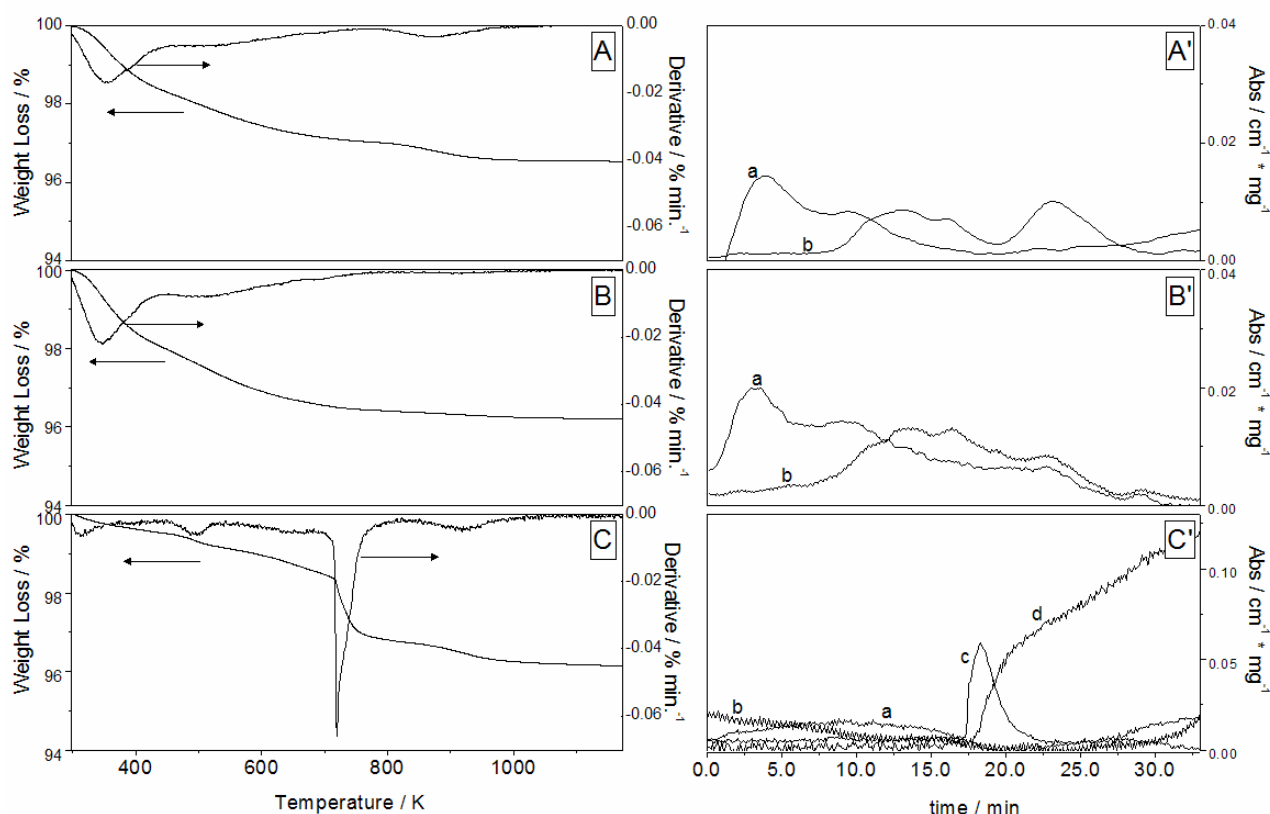 100
98
96
94
Weight Loss / %
A
0.00
-0.02
-0.04
-0.06
Derivative / % min.⁻¹
A'
a
b
0.04
0.02
0.00
Abs / cm⁻¹ * mg⁻¹
100
98
96
94
Weight Loss / %
B
0.00
-0.02
-0.04
-0.06
Derivative / % min.⁻¹
B'
a
b
0.04
0.02
0.00
Abs / cm⁻¹ * mg⁻¹
100
98
96
94
Weight Loss / %
C
0.00
-0.02
-0.04
-0.06
Derivative / % min.⁻¹
C'
b
a
c
d
0.10
0.05
0.00
Abs / cm⁻¹ * mg⁻¹
400 600 800 1000
Temperature / K
0.0 5.0 10.0 15.0 20.0 25.0 30.0
time / min